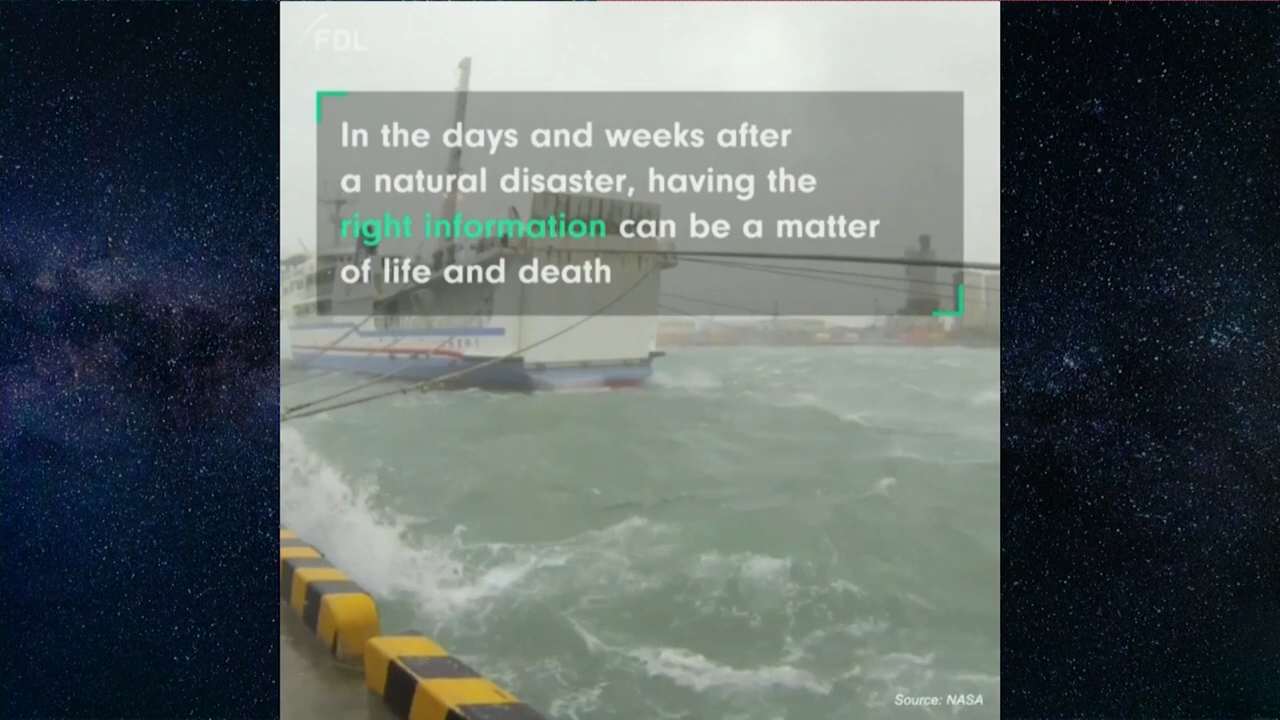 FDL
In the days and weeks after
a natural disaster, having the
right information can be a matter
of life and death
Source: NASA